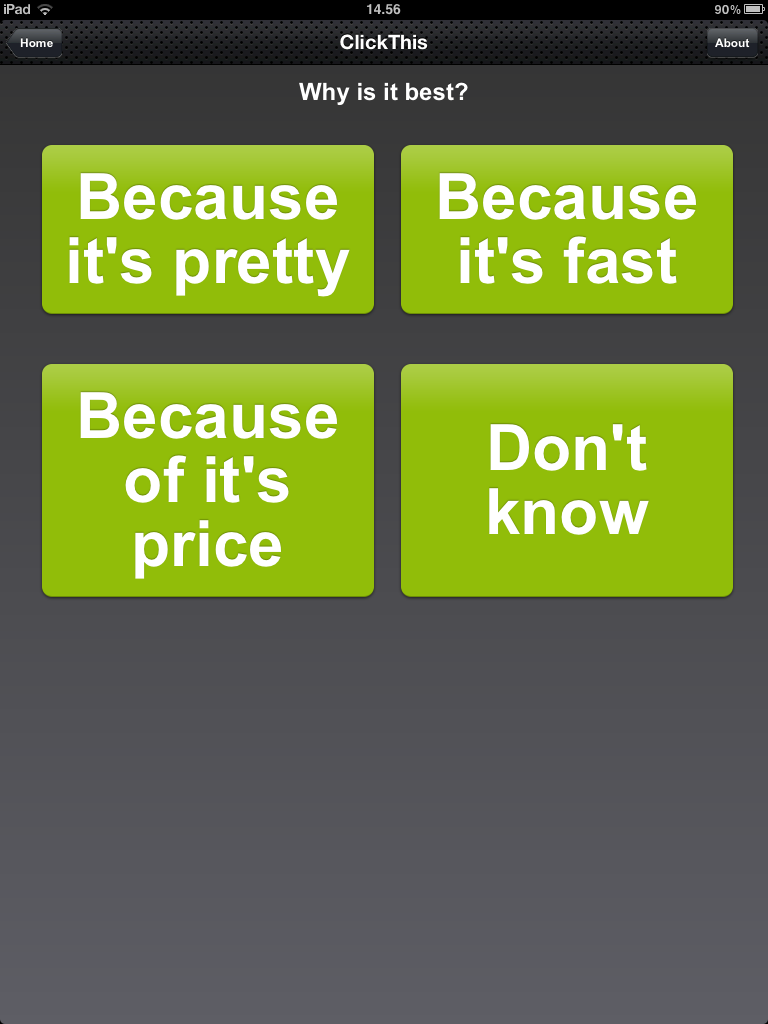 iPad 14.56 90%
Home ClickThis About
Why is it best?
Because
it's pretty
Because
it's fast
Because
of it's
price
Don't
know